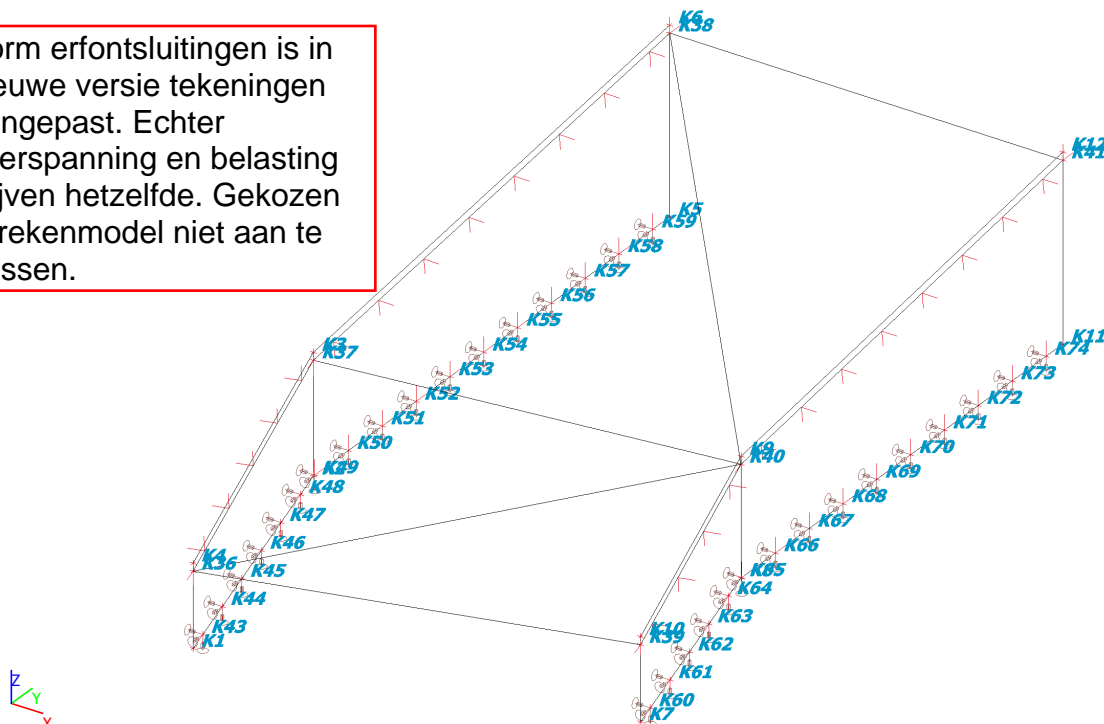 orm erfontsluitingen is in
euwe versie tekeningen
ngepast. Echter
erspanning en belasting
jven hetzelfde. Gekozen
rekenmodel niet aan te
ssen.
K6
K38
K12
K41
K5
K59
K58
K57
K56
K55
K54
K53
K52
K51
K50
K49
K48
K47
K46
K45
K44
K43
K1
K37
K4
K36
K11
K74
K73
K72
K71
K70
K69
K68
K67
K66
K65
K64
K63
K62
K61
K60
K7
K9
K40
K10
K39
Z
Y
X